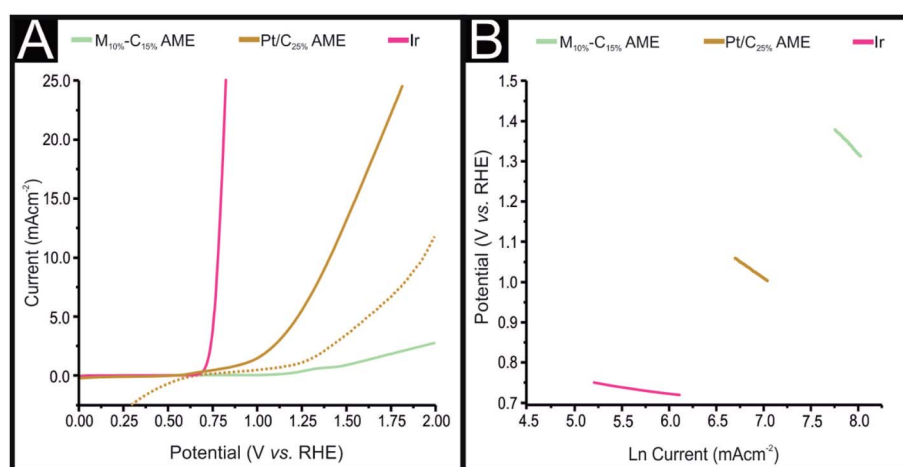 A
M10%-C15% AME Pt/C25% AME Ir
25.0
20.0
15.0
10.0
5.0
0.0
Current (mAcm-2)
0.00 0.25 0.50 0.75 1.00 1.25 1.50 1.75 2.00
Potential (V vs. RHE)
B
M10%-C15% AME Pt/C25% AME Ir
1.5
1.4
1.3
1.2
1.1
1.0
0.9
0.8
0.7
Potential (V vs. RHE)
4.5 5.0 5.5 6.0 6.5 7.0 7.5 8.0
Ln Current (mAcm-2)